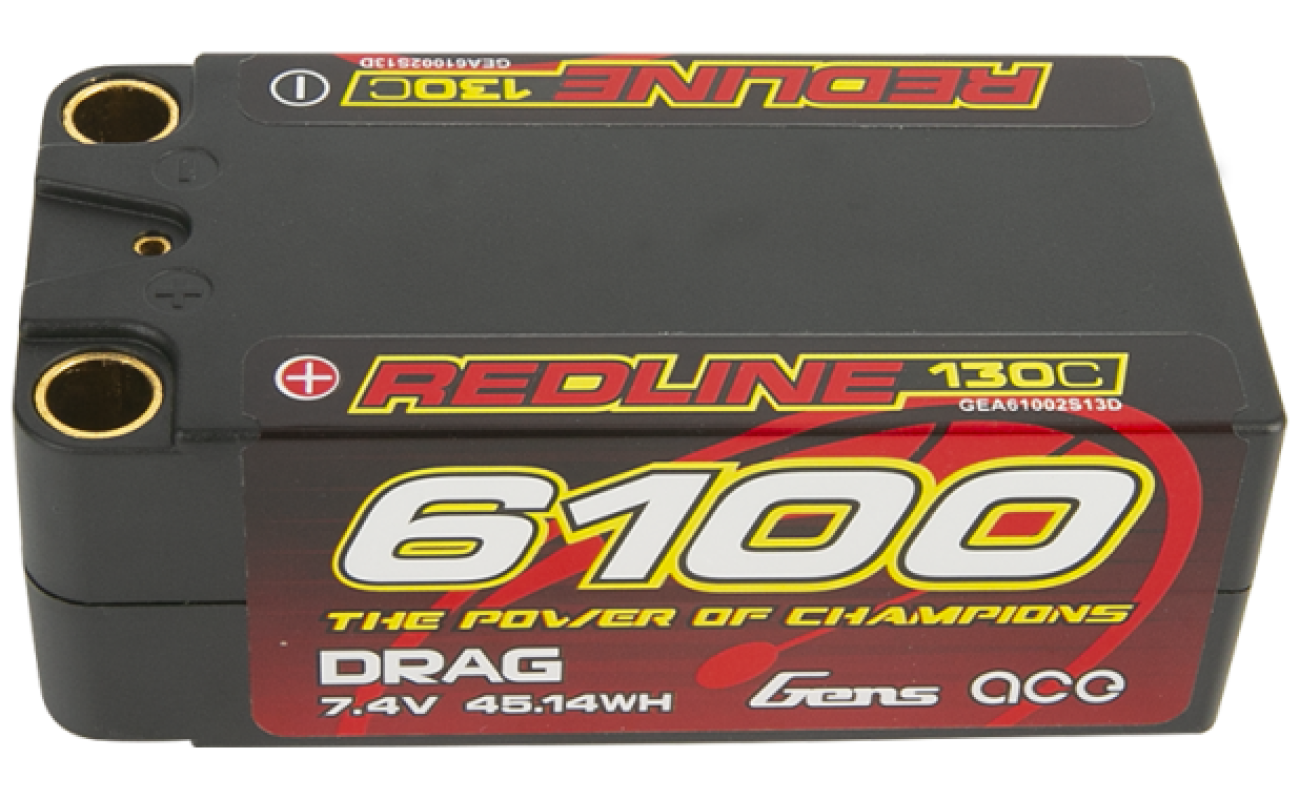 REDLINE 130C
GEA61002S13D
REDLINE 130C
GEA61002S13D
6100
THE POWER OF CHAMPIONS
DRAG
7.4V 45.14WH
Gens ace